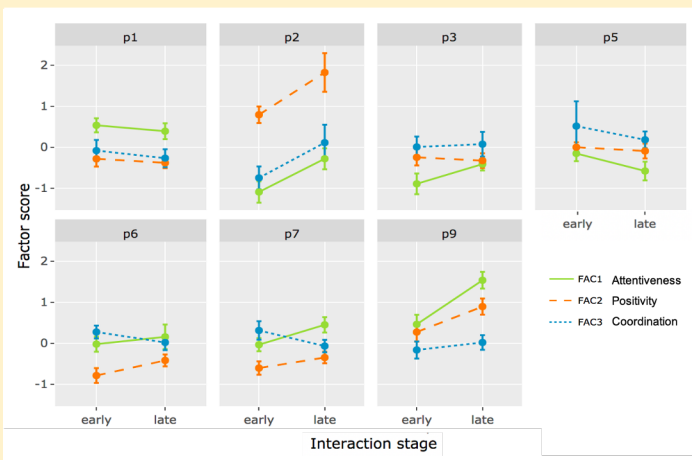 p1 p2 p3 p5
2
1
0
-1
early late
p6 p7 p9
2
1
0
-1
early late early late early late
Factor score
Interaction stage
FAC1 Attentiveness
FAC2 Positivity
FAC3 Coordination